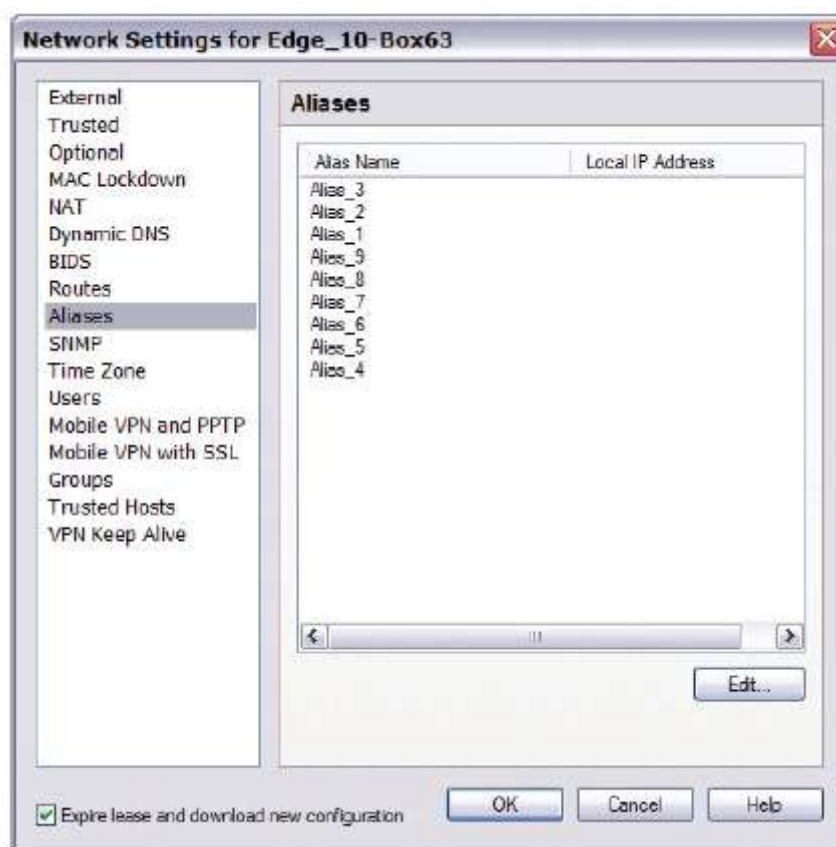 Network Settings for Edge_10-Box63
External
Trusted
Optional
MAC Lockdown
NAT
Dynamic DNS
BIDS
Routes
Aliases
SNMP
Time Zone
Users
Mobile VPN and PPTP
Mobile VPN with SSL
Groups
Trusted Hosts
VPN Keep Alive
Aliases
Alias Name Local IP Address
Alias_3
Alias_2
Alias_1
Alias_9
Alias_8
Alias_7
Alias_6
Alias_5
Alias_4
Edit...
Expire lease and download new configuration
OK Cancel Help